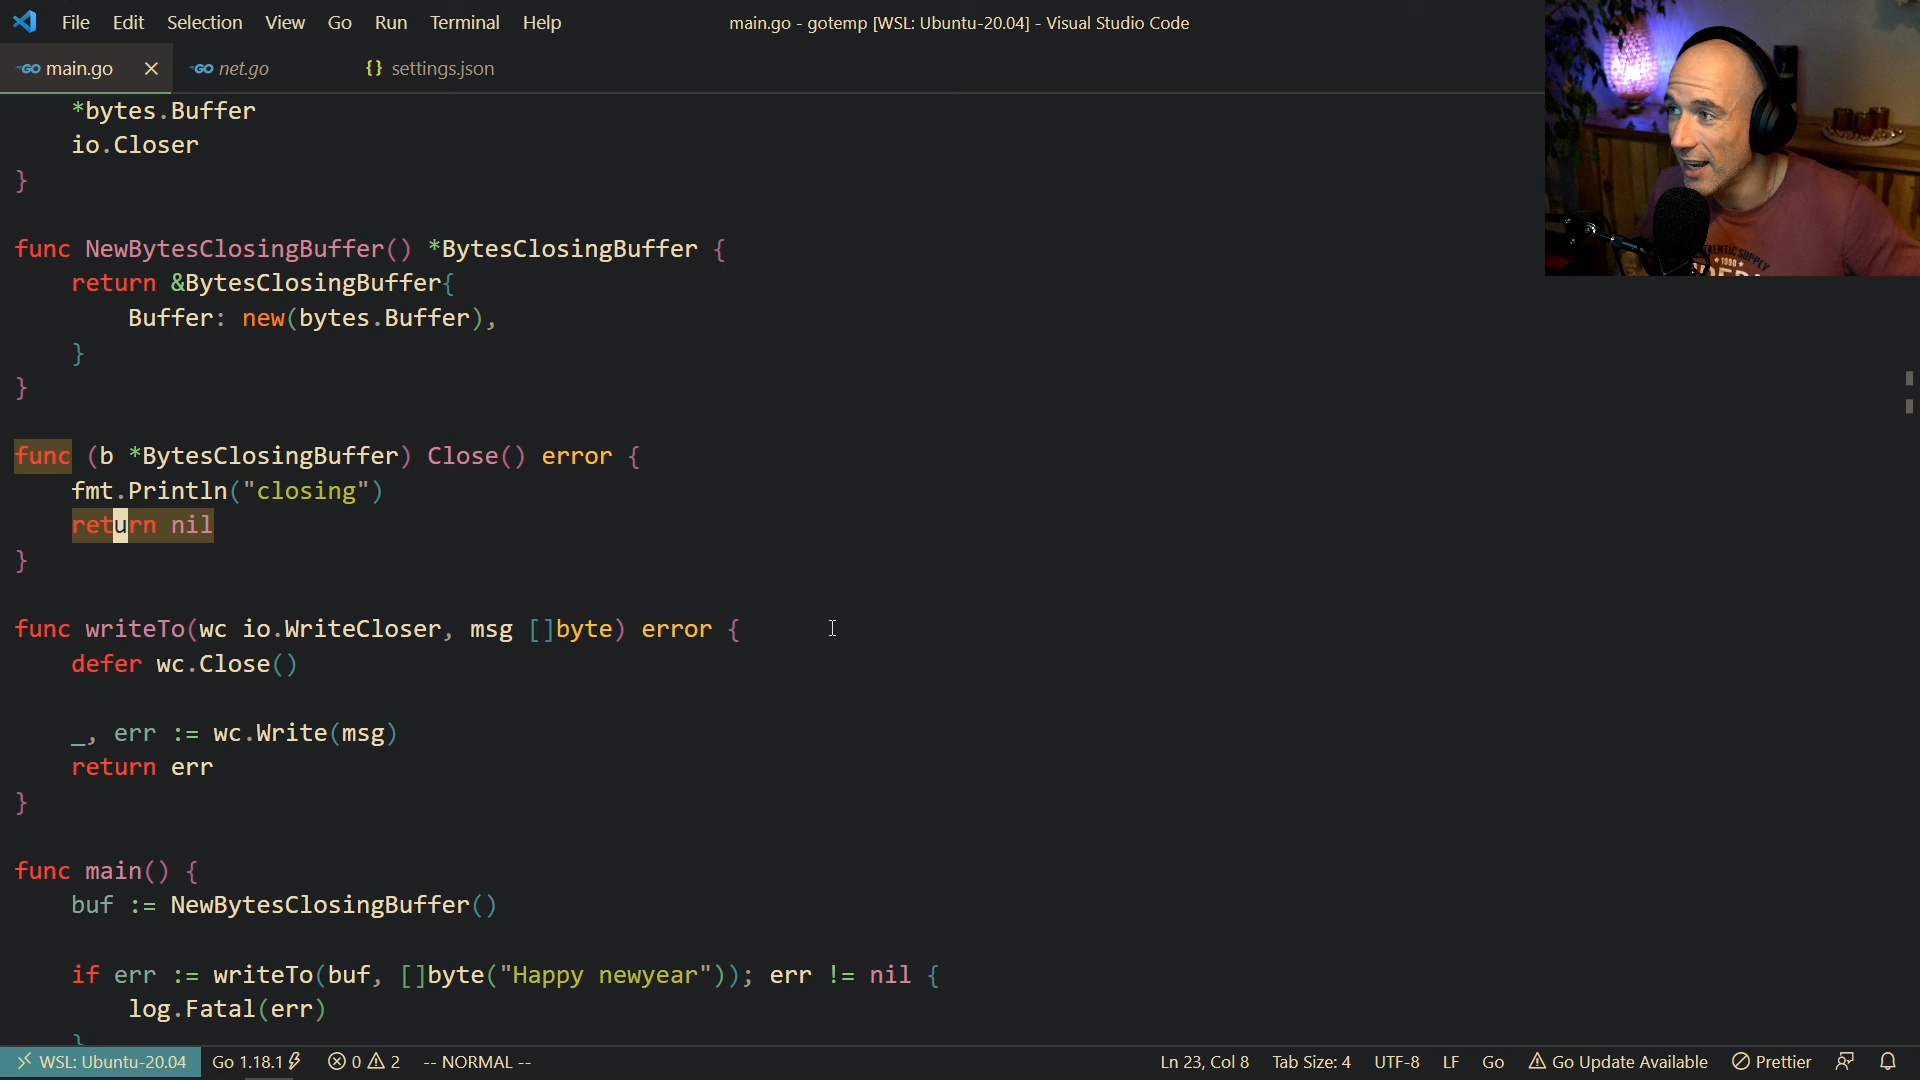 File Edit Selection View Go Run Terminal Help
main.go - gotemp [WSL: Ubuntu-20.04] - Visual Studio Code
GO main.go
GO net.go
{} settings.json
*bytes.Buffer
io.Closer
}
func NewBytesClosingBuffer() *BytesClosingBuffer {
return &BytesClosingBuffer{
Buffer: new(bytes.Buffer),
}
}
func (b *BytesClosingBuffer) Close() error {
fmt.Println("closing")
return nil
}
func writeTo(wc io.WriteCloser, msg []byte) error {
defer wc.Close()
_, err := wc.Write(msg)
return err
}
func main() {
buf := NewBytesClosingBuffer()
if err := writeTo(buf, []byte("Happy newyear")); err != nil {
log.Fatal(err)
}
SUPPLY
1990
WSL: Ubuntu-20.04 Go 1.18.1 0 2 -- NORMAL --
Ln 23, Col 8 Tab Size: 4 UTF-8 LF Go Go Update Available Prettier